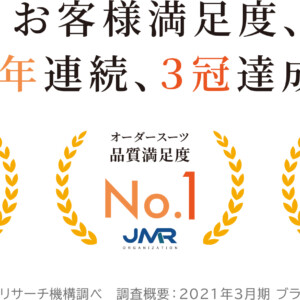 お客様満足度、
年連続、3冠達成
オーダースーツ
品質満足度
No.1
JMR
ORGANIZATION
リサーチ機構調べ 調査概要：2021年3月期 ブラ